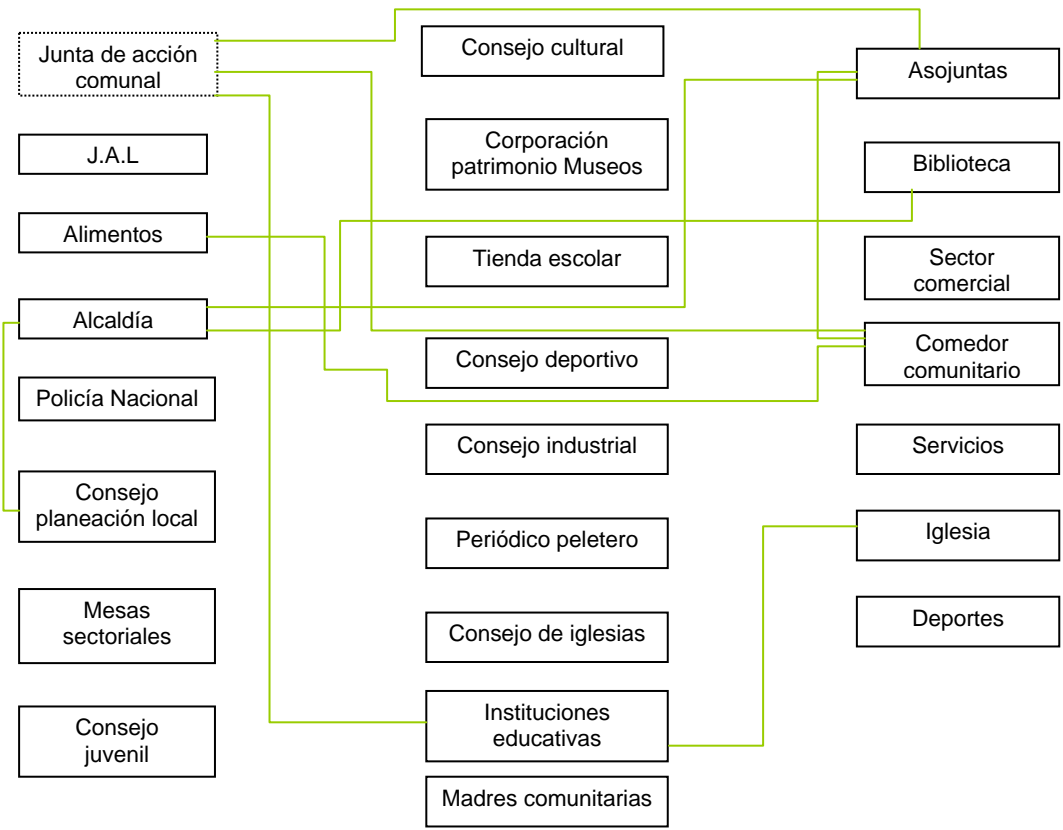 Junta de acción
comunal
J.A.L
Alimentos
Alcaldía
Policía Nacional
Consejo
planeación local
Mesas
sectoriales
Consejo
juvenil
Consejo cultural
Corporación
patrimonio Museos
Tienda escolar
Consejo deportivo
Consejo industrial
Periódico peletero
Consejo de iglesias
Instituciones
educativas
Madres comunitarias
Asojuntas
Biblioteca
Sector
comercial
Comedor
comunitario
Servicios
Iglesia
Deportes